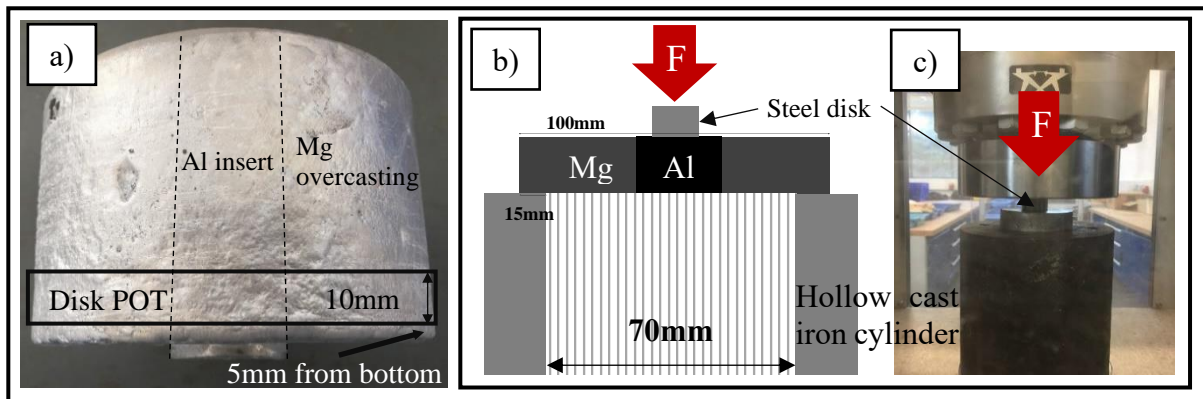 a)
Al insert
Mg
overcasting
Disk POT
10mm
5mm from bottom
b)
F
Steel disk
100mm
Mg
Al
15mm
70mm
Hollow cast
iron cylinder
c)
F